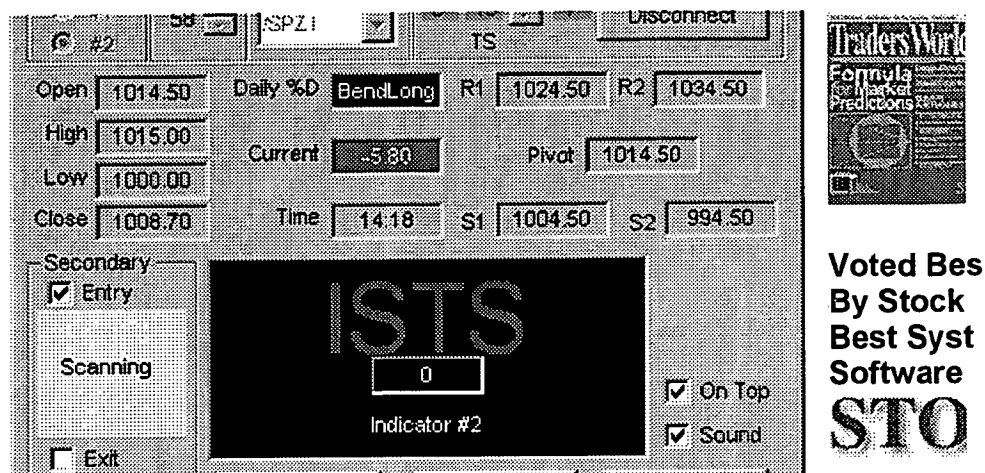 #2
58
SPZ1
TS
Disconnect
Open 1014.50 Daily %D BendLong R1 1024.50 R2 1034.50
High 1015.00
Current -5.80 Pivot 1014.50
Low 1000.00
Close 1008.70 Time 14:18 S1 1004.50 S2 994.50
Secondary
Entry
Scanning
Exit
ISTS
0
Indicator #2
On Top
Sound
TradersWorl
Formula
for Market
Predictions
Voted Bes
By Stock
Best Syst
Software
STO